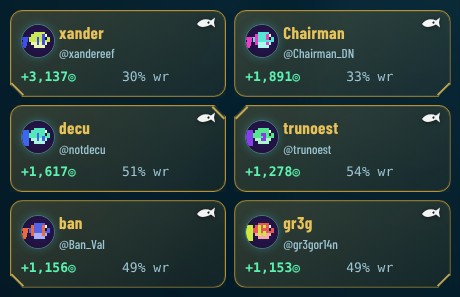 xander
@xandereef
+3,137◎ 30% wr
Chairman
@Chairman_DN
+1,891◎ 33% wr
decu
@notdecu
+1,617◎ 51% wr
trunoest
@trunoest
+1,278◎ 54% wr
ban
@Ban_Val
+1,156◎ 49% wr
gr3g
@gr3gor14n
+1,153◎ 49% wr